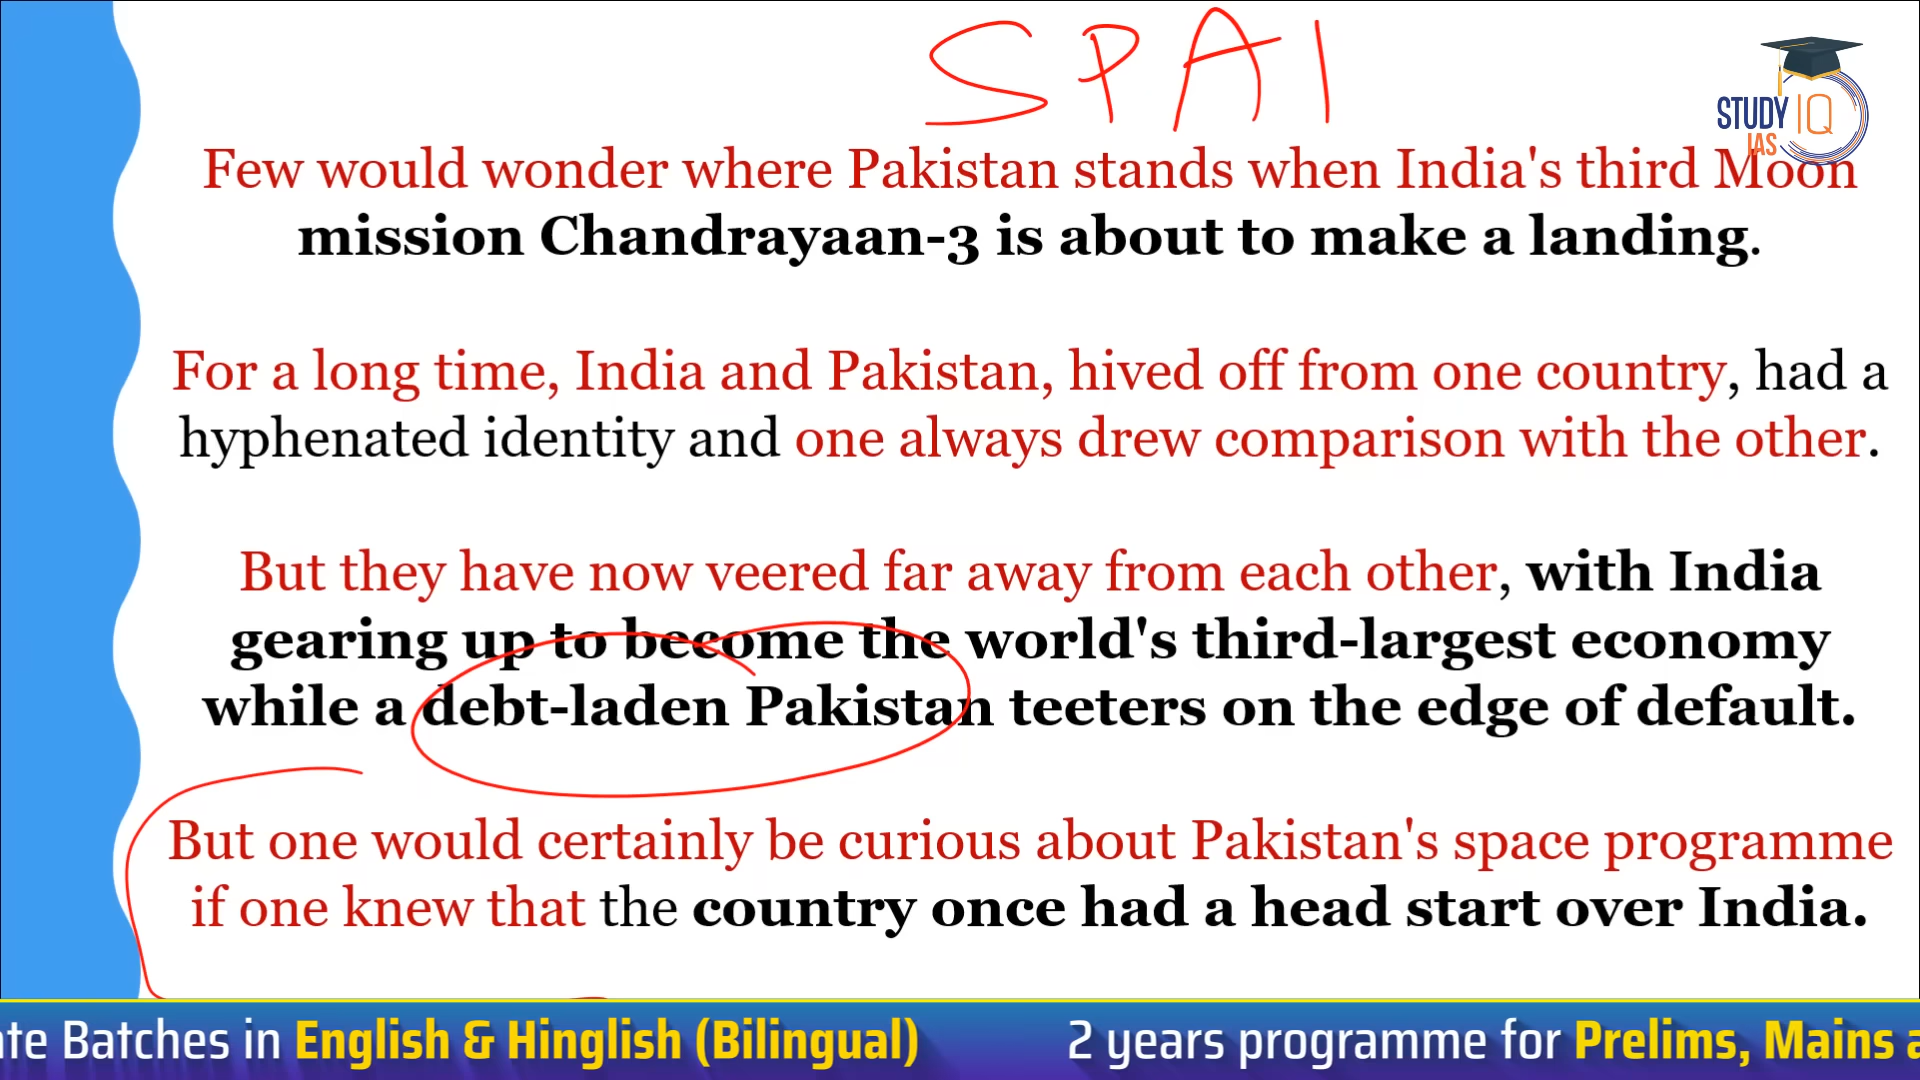 SPAI
STUDY IQ
IAS
Few would wonder where Pakistan stands when India's third Moon
mission Chandrayaan-3 is about to make a landing.
For a long time, India and Pakistan, hived off from one country, had a
hyphenated identity and one always drew comparison with the other.
But they have now veered far away from each other, with India
gearing up to become the world's third-largest economy
while a debt-laden Pakistan teeters on the edge of default.
But one would certainly be curious about Pakistan's space programme
if one knew that the country once had a head start over India.
Batches in English & Hinglish (Bilingual) 2 years programme for Prelims, Mains